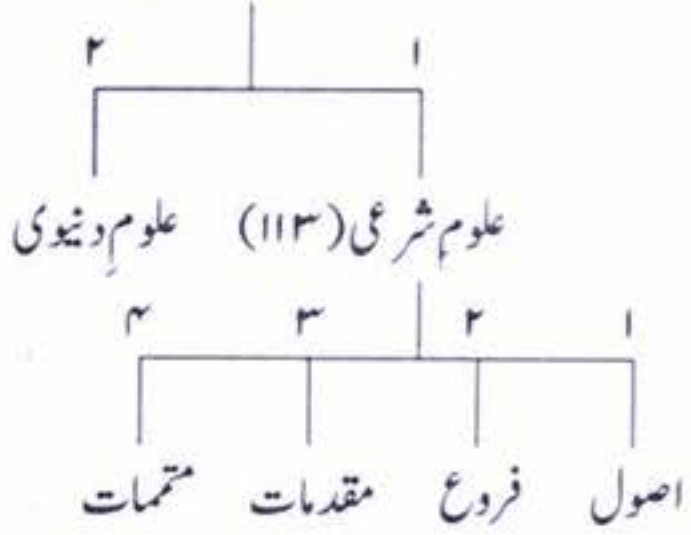 ۱ ۲
علومِ شرعی (۱۱۳) علومِ دنیوی
۱ ۲ ۳ ۴
اصول فروع مقدمات متممات